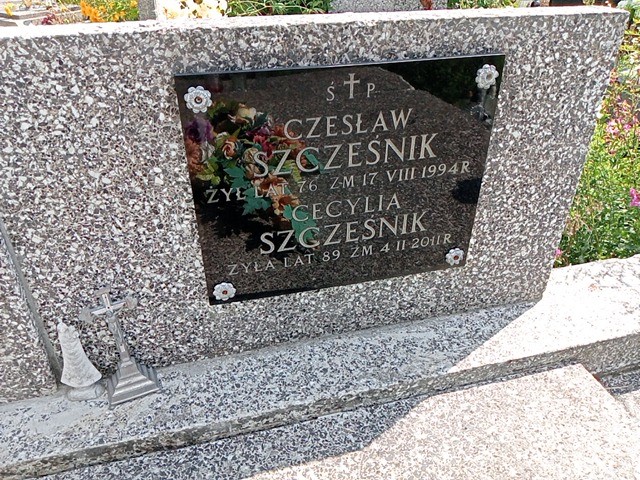 Ś † P
CZESŁAW
SZCZEŚNIK
ŻYŁ LAT 76 ZM 17 VIII 1994 R
CECYLIA
SZCZEŚNIK
ŻYŁA LAT 89 ZM 4 II 2011 R